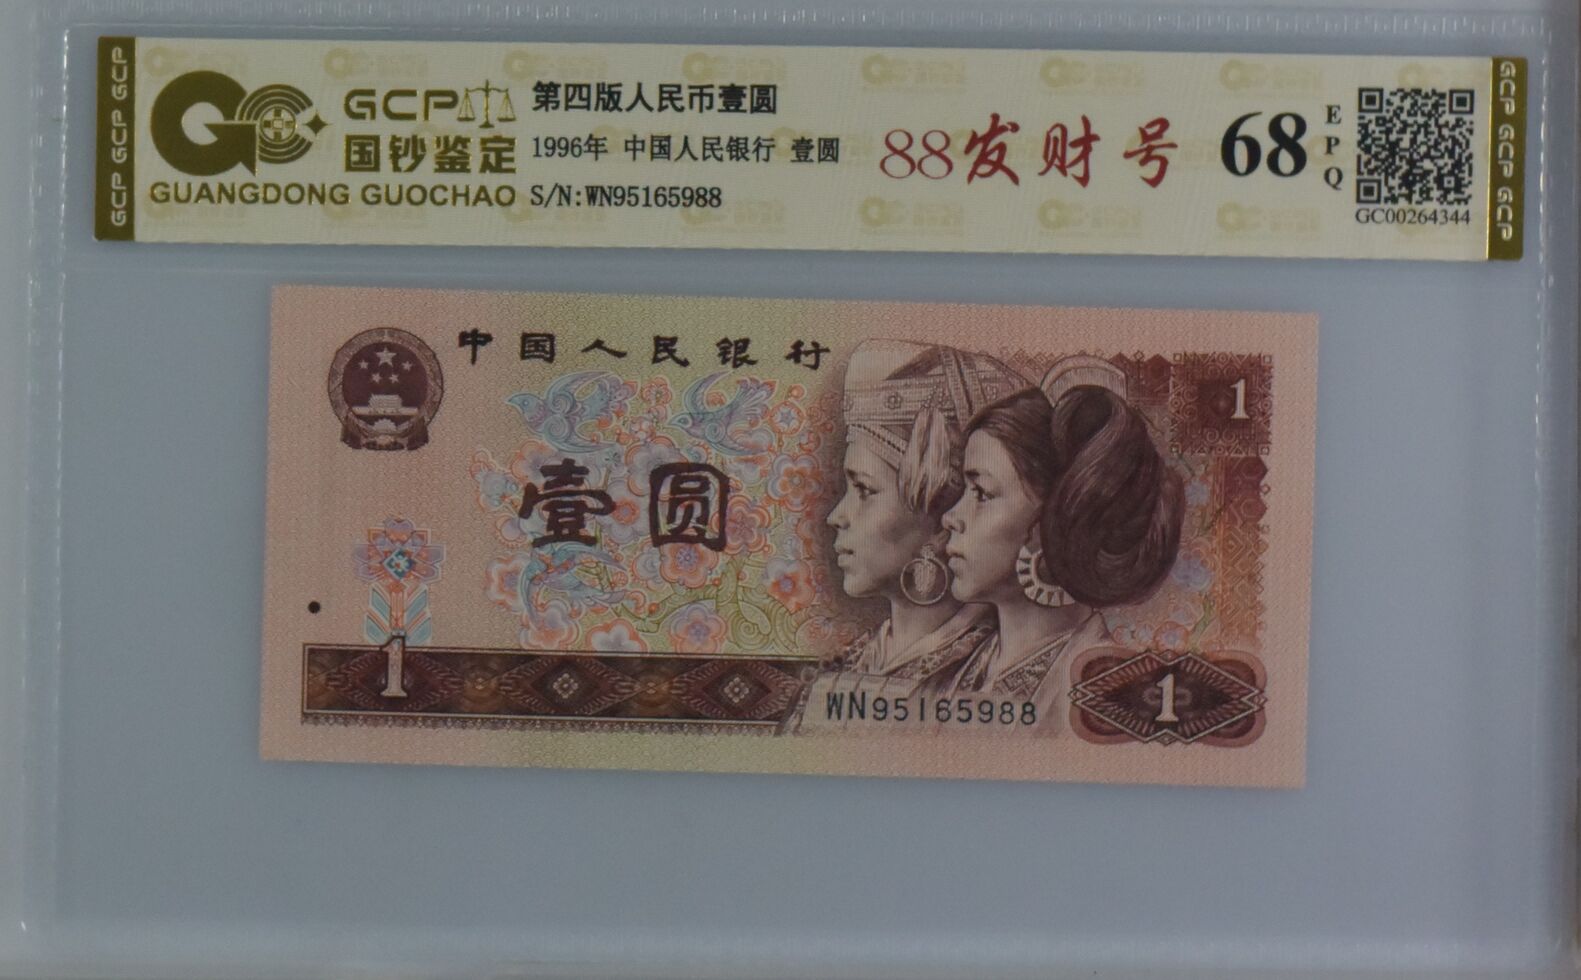 GCP GCP GCP
GCP
国钞鉴定
GUANGDONG GUOCHAO
第四版人民币壹圆
1996年 中国人民银行 壹圆
S/N:WN95165988
88发财号
68
EPQ
GC00264344
GCP GCP GCP
中国人民银行
1
壹圆
1
WN95165988
1